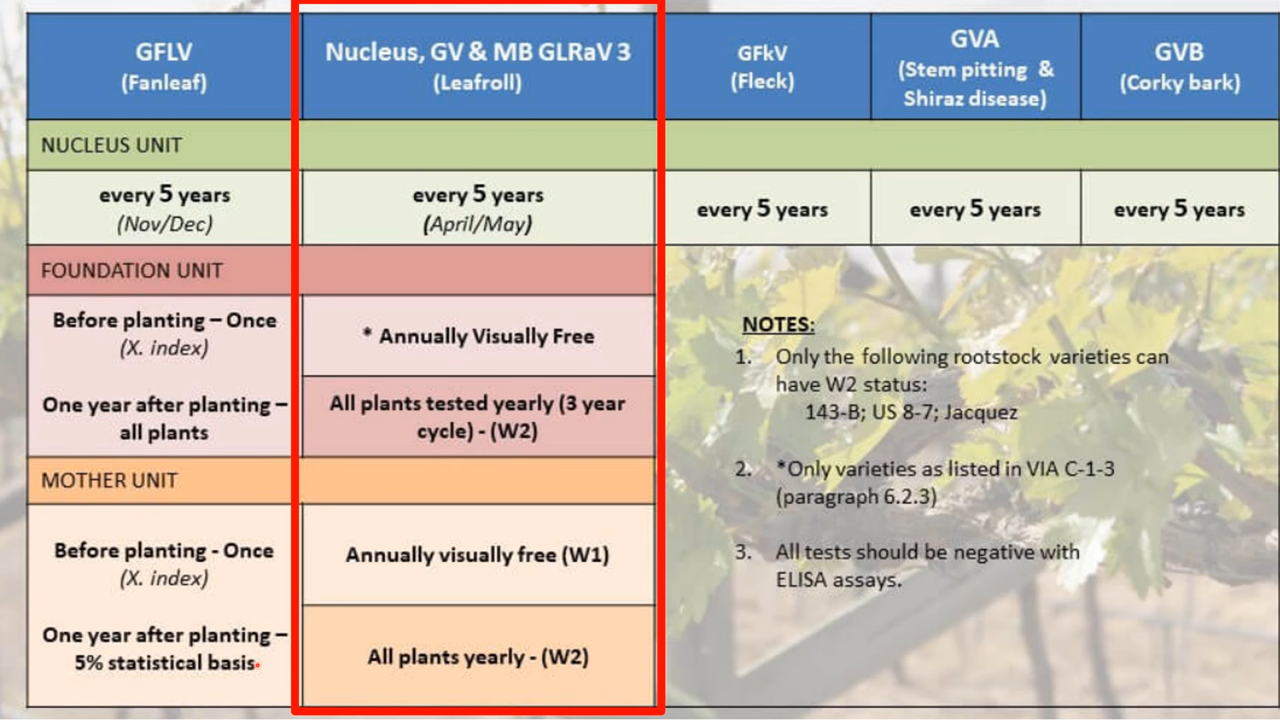 GFLV
(Fanleaf)
Nucleus, GV & MB GLRaV 3
(Leafroll)
GFkV
(Fleck)
GVA
(Stem pitting &
Shiraz disease)
GVB
(Corky bark)
NUCLEUS UNIT
every 5 years
(Nov/Dec)
every 5 years
(April/May)
every 5 years
every 5 years
every 5 years
FOUNDATION UNIT
Before planting – Once
(X. index)
One year after planting –
all plants
* Annually Visually Free
All plants tested yearly (3 year
cycle) - (W2)
MOTHER UNIT
Before planting - Once
(X. index)
One year after planting –
5% statistical basis
Annually visually free (W1)
All plants yearly - (W2)
NOTES:
1. Only the following rootstock varieties can
have W2 status:
143-B; US 8-7; Jacquez
2. *Only varieties as listed in VIA C-1-3
(paragraph 6.2.3)
3. All tests should be negative with
ELISA assays.